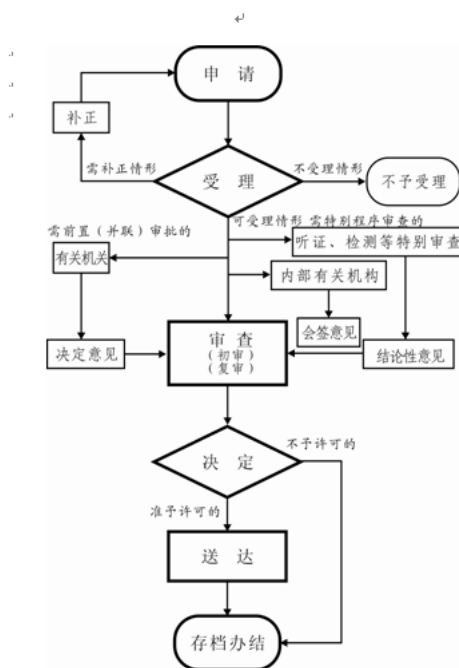 申 请
补正
需补正情形
受 理
不受理情形
不予受理
可受理情形
需特别程序审查的
需前置(并联)审批的
听证、检测等特别审查
有关机关
内部有关机构
会签意见
决定意见
审 查
(初审)
(复审)
结论性意见
决 定
不予许可的
准予许可的
送 达
存档办结